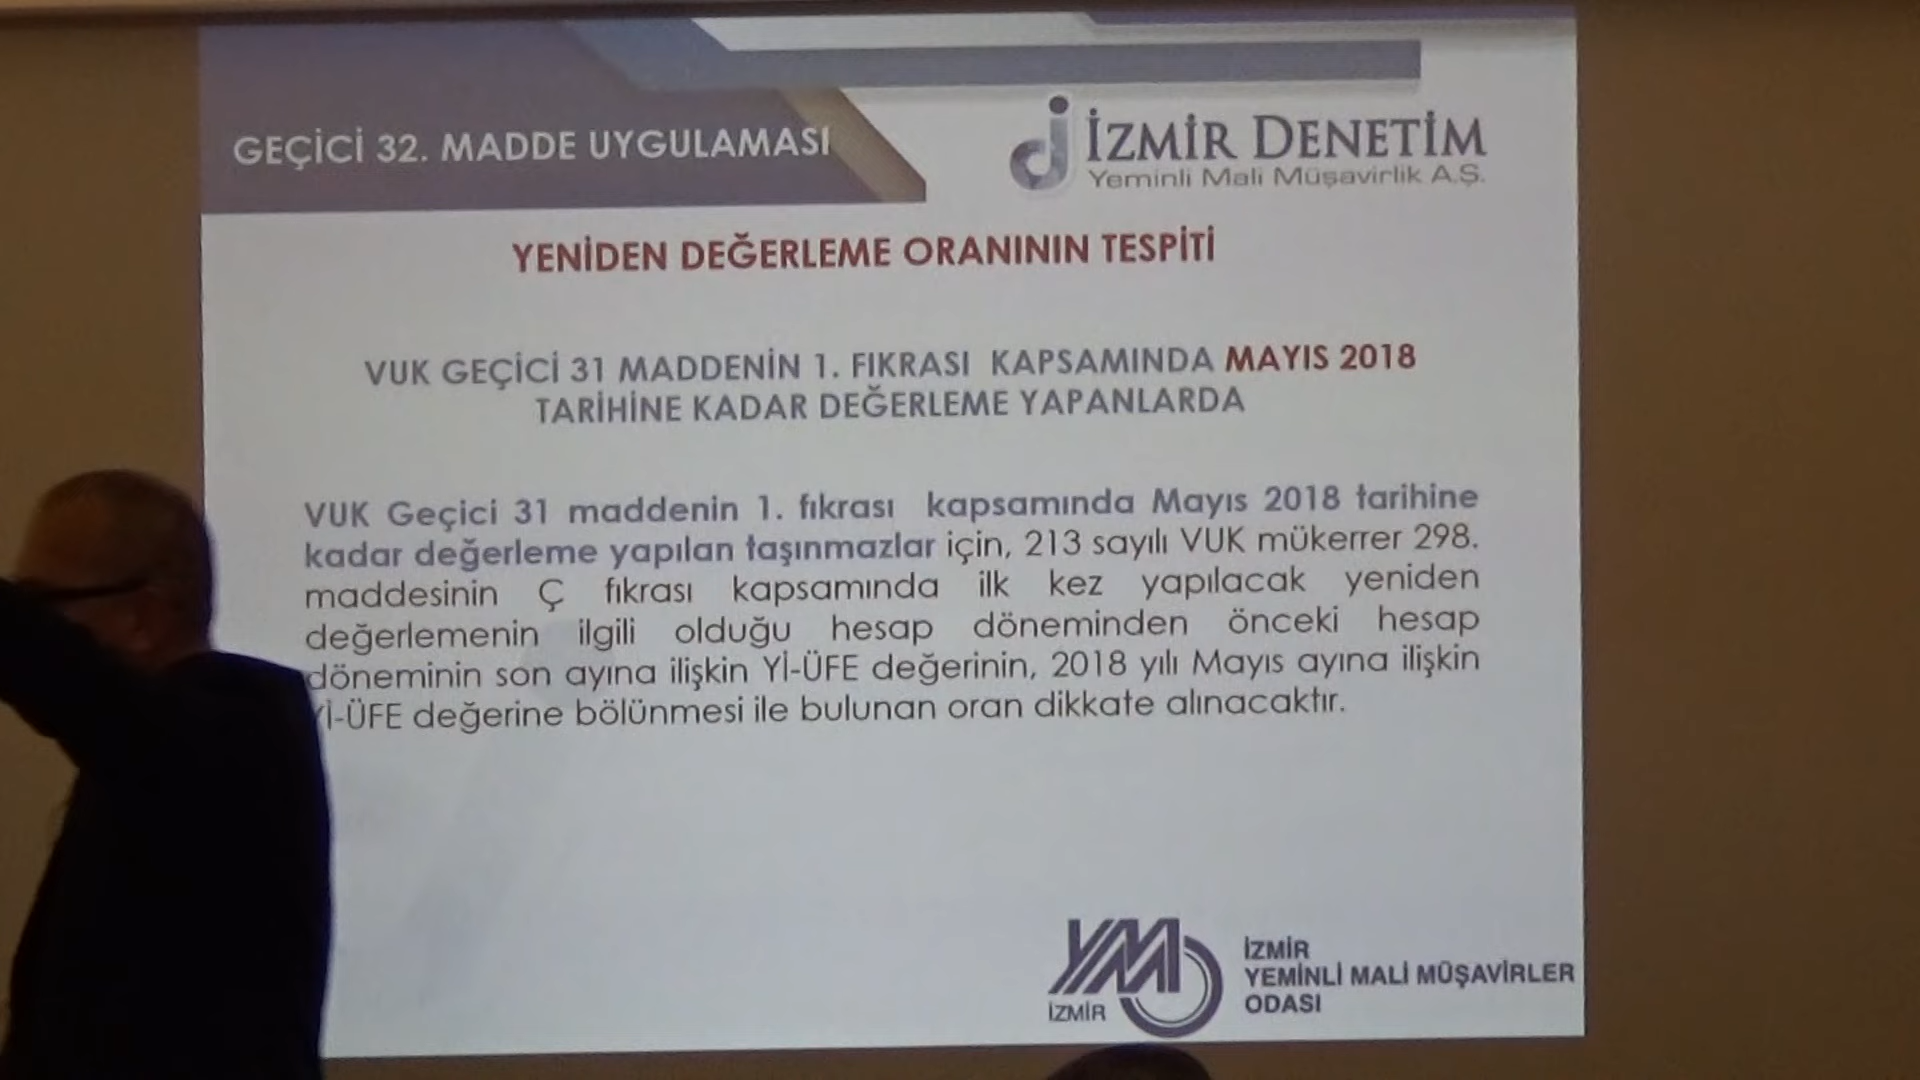 GEÇİCİ 32. MADDE UYGULAMASI
İZMİR DENETİM
Yeminli Mali Müşavirlik A.Ş.
YENİDEN DEĞERLEME ORANININ TESPİTİ
VUK GEÇİCİ 31 MADDENİN 1. FIKRASI KAPSAMINDA MAYIS 2018
TARİHİNE KADAR DEĞERLEME YAPANLARDA
VUK Geçici 31 maddenin 1. fıkrası kapsamında Mayıs 2018 tarihine
kadar değerleme yapılan taşınmazlar için, 213 sayılı VUK mükerrer 298.
maddesinin Ç fıkrası kapsamında ilk kez yapılacak yeniden
değerlemenin ilgili olduğu hesap döneminden önceki hesap
döneminin son ayına ilişkin Yİ-ÜFE değerinin, 2018 yılı Mayıs ayına ilişkin
Yİ-ÜFE değerine bölünmesi ile bulunan oran dikkate alınacaktır.
YMM
İZMİR
İZMİR
YEMİNLİ MALİ MÜŞAVİRLER
ODASI